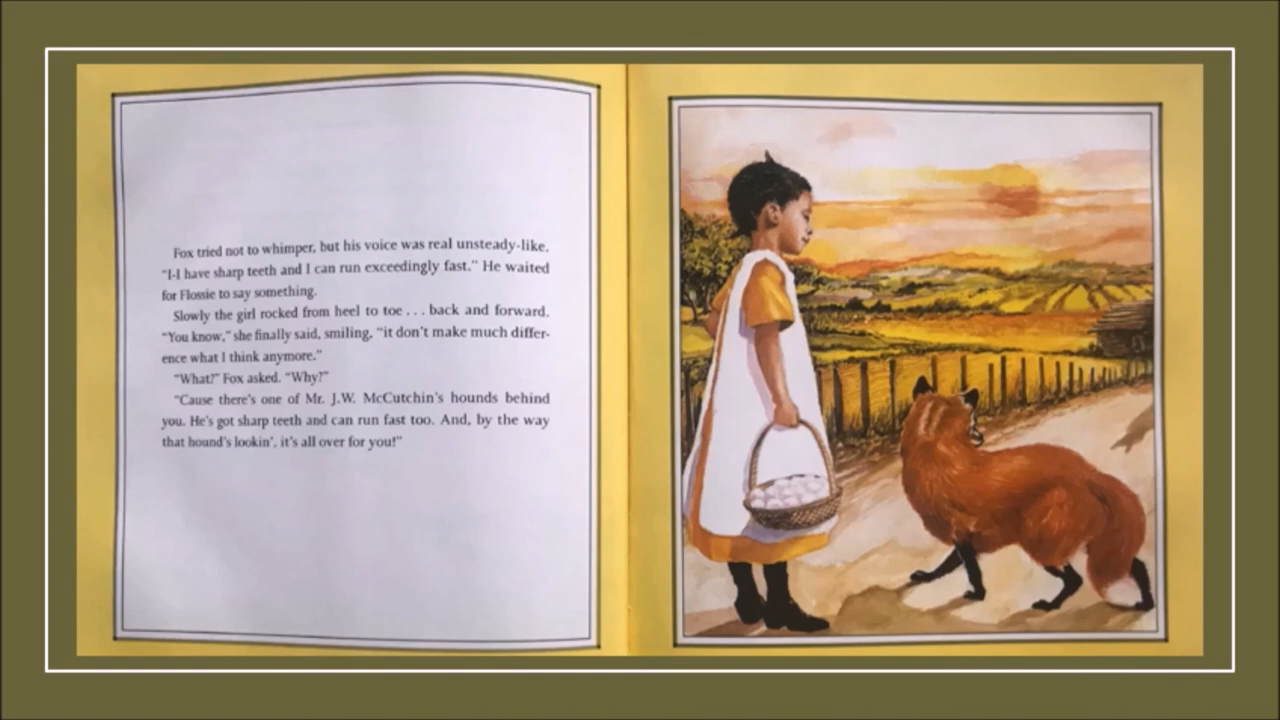 Fox tried not to whimper, but his voice was real unsteady-like.
"I-I have sharp teeth and I can run exceedingly fast." He waited
for Flossie to say something.
Slowly the girl rocked from heel to toe . . . back and forward.
"You know," she finally said, smiling, "it don't make much differ-
ence what I think anymore."
"What?" Fox asked. "Why?"
"Cause there's one of Mr. J.W. McCutchin's hounds behind
you. He's got sharp teeth and can run fast too. And, by the way
that hound's lookin', it's all over for you!"